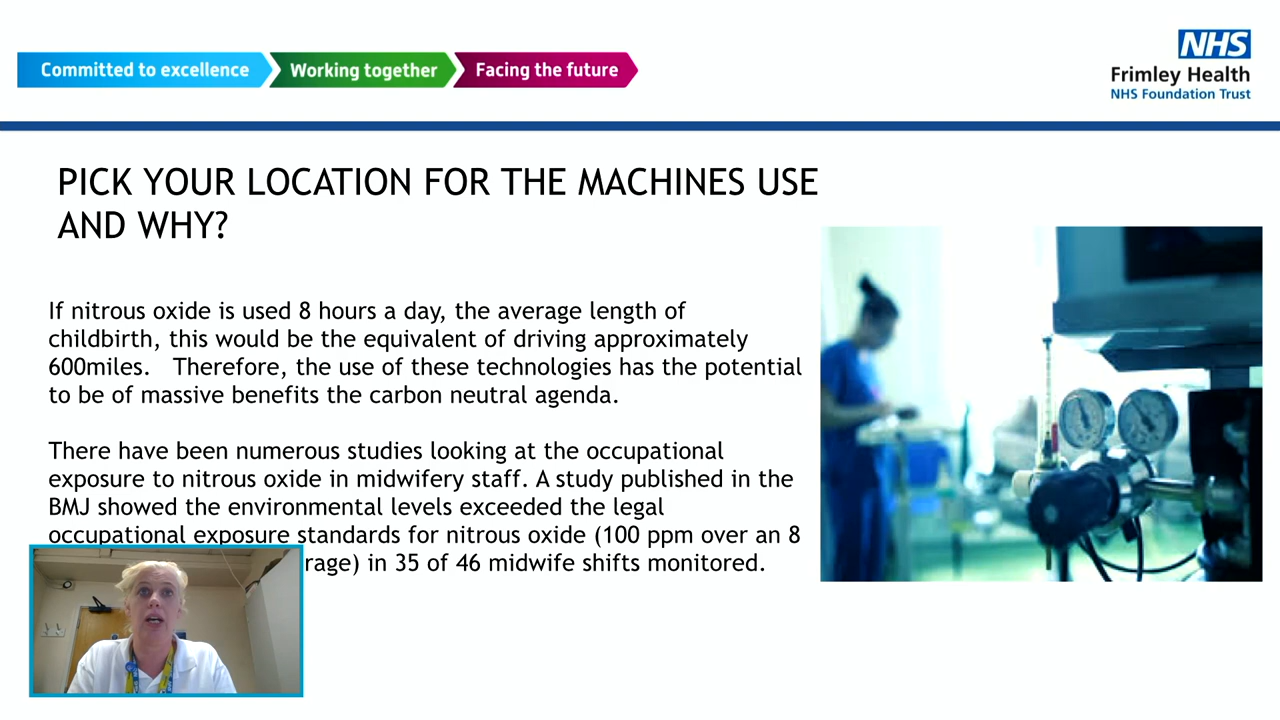 Committed to excellence
Working together
Facing the future
NHS
Frimley Health
NHS Foundation Trust
PICK YOUR LOCATION FOR THE MACHINES USE
AND WHY?
If nitrous oxide is used 8 hours a day, the average length of
childbirth, this would be the equivalent of driving approximately
600miles. Therefore, the use of these technologies has the potential
to be of massive benefits the carbon neutral agenda.
There have been numerous studies looking at the occupational
exposure to nitrous oxide in midwifery staff. A study published in the
BMJ showed the environmental levels exceeded the legal
occupational exposure standards for nitrous oxide (100 ppm over an 8
rage) in 35 of 46 midwife shifts monitored.